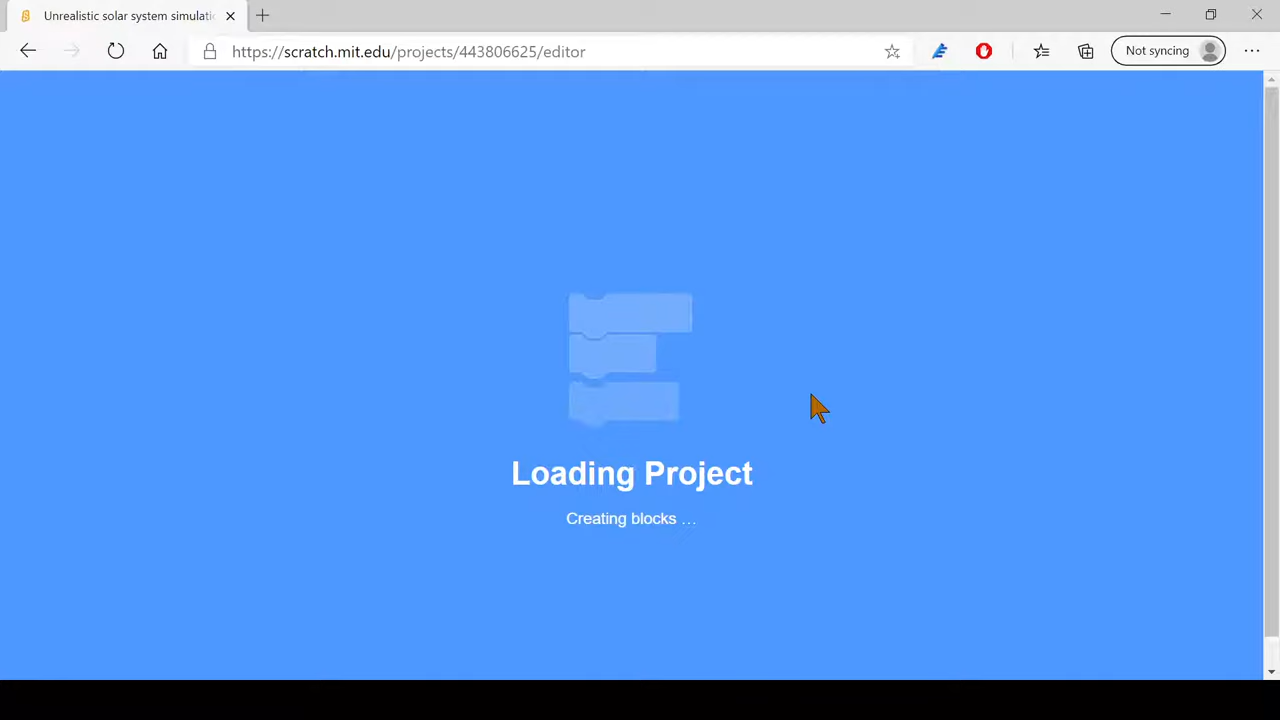 Unrealistic solar system simulati
https://scratch.mit.edu/projects/443806625/editor
Not syncing
Loading Project
Creating blocks ...